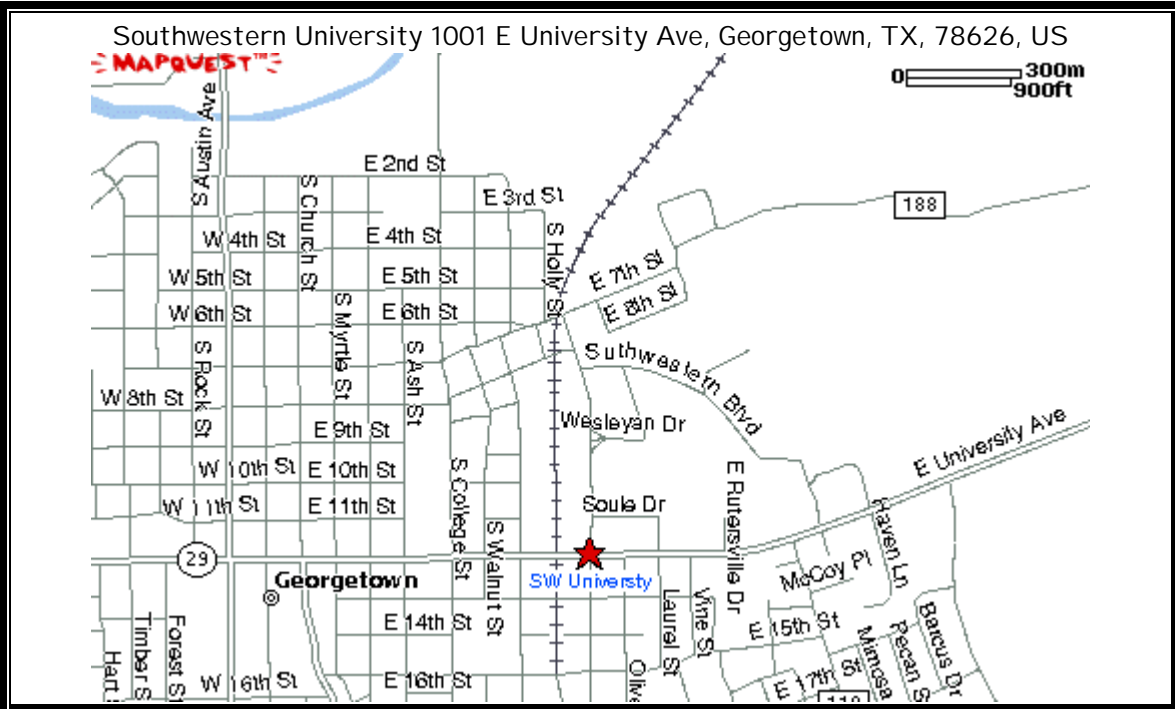 Southwestern University 1001 E University Ave, Georgetown, TX, 78626, US
MAPQUEST™
0 300m
900ft
S Austin Ave
E 2nd St
S Church St
E 3rd St
188
W 4th St
E 4th St
S Holly St
E 7th St
W 5th St
E 5th St
E 8th St
S Myrtle St
W 6th St
E 6th St
S Rock St
S Ash St
Suthwestern Blvd
W 8th St
Wesleyan Dr
E 9th St
E University Ave
W 10th St
E 10th St
S College St
E Rutersville Dr
W 11th St
E 11th St
Soule Dr
Haven Ln
S Walnut St
29
Georgetown
SW Universty
McCoy Pl
Laurel St
Vine St
Timber S
Forest St
E 14th St
E 15th St
Mimosa
Pecan S
Barcus Dr
Hart
W 16th St
E 16th St
Olive
E 17th St